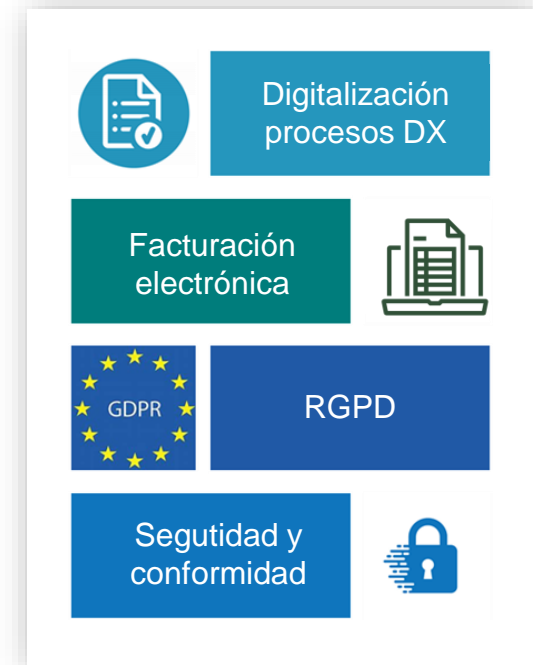 Digitalización
procesos DX
Facturación
electrónica
GDPR
RGPD
Segutidad y
conformidad